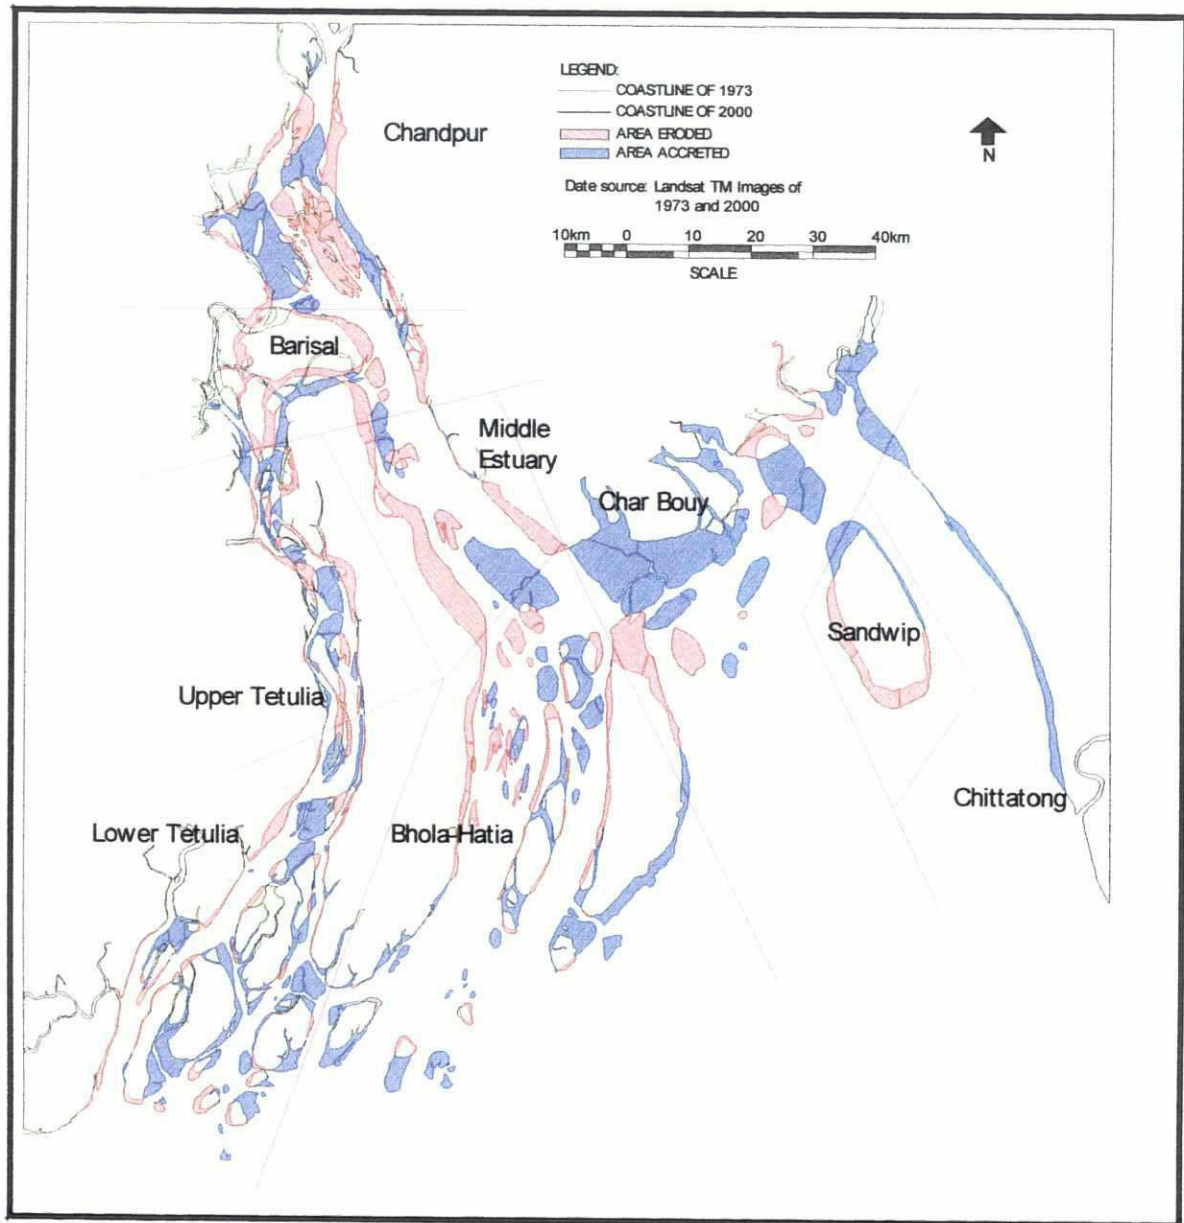 LEGEND:
COASTLINE OF 1973
COASTLINE OF 2000
AREA ERODED
AREA ACCRETED
Date source: Landsat TM Images of
1973 and 2000
10km 0 10 20 30 40km
SCALE
N
Chandpur
Barisal
Middle
Estuary
Char Bouy
Sandwip
Upper Tetulia
Chittatong
Lower Tetulia
Bhola-Hatia